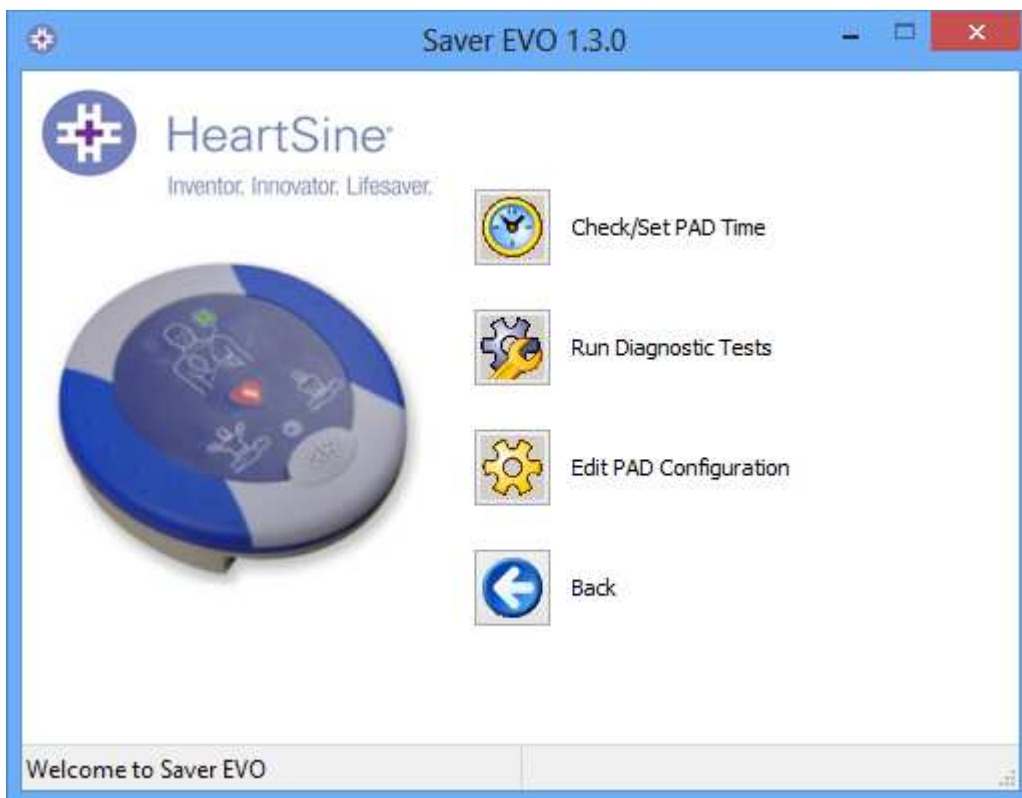 Saver EVO 1.3.0
HeartSine
Inventor. Innovator. Lifesaver.
Check/Set PAD Time
Run Diagnostic Tests
Edit PAD Configuration
Back
Welcome to Saver EVO